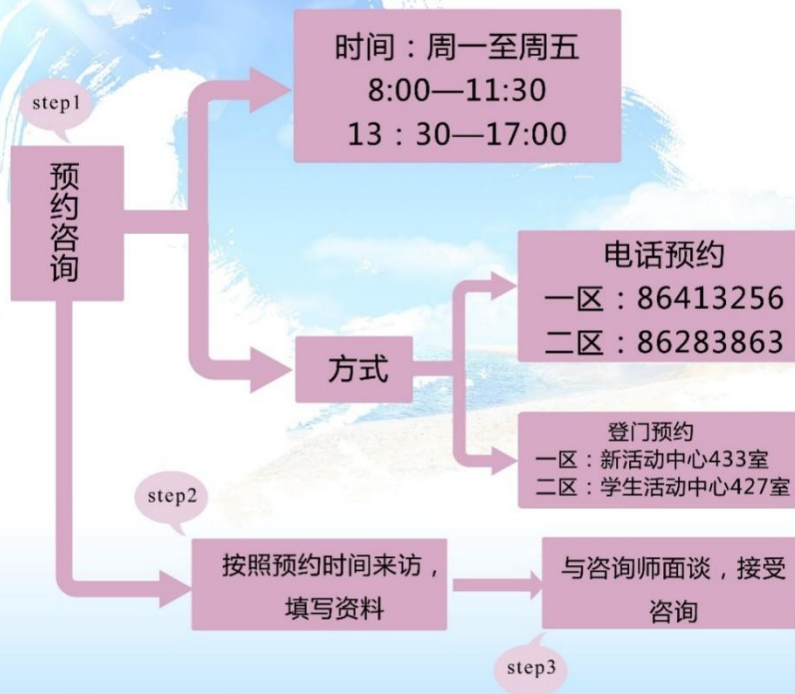 step1
预约咨询
时间：周一至周五
8:00—11:30
13：30—17:00
方式
电话预约
一区：86413256
二区：86283863
登门预约
一区：新活动中心433室
二区：学生活动中心427室
step2
按照预约时间来访，
填写资料
与咨询师面谈，接受
咨询
step3